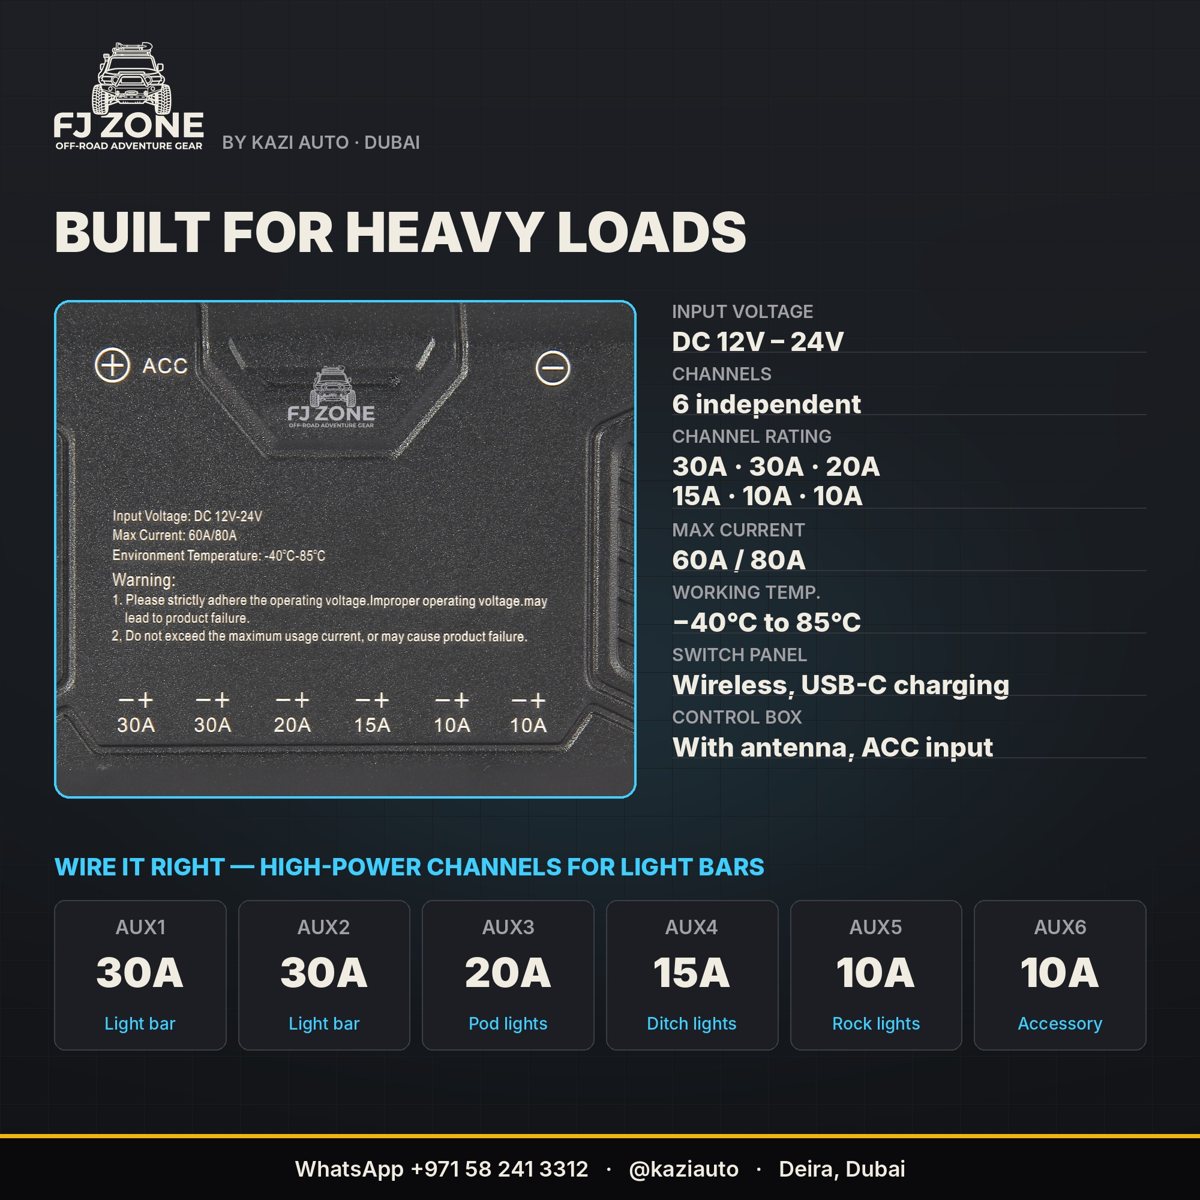 FJ ZONE
OFF-ROAD ADVENTURE GEAR
BY KAZI AUTO · DUBAI
BUILT FOR HEAVY LOADS
ACC
FJ ZONE
OFF-ROAD ADVENTURE GEAR
Input Voltage: DC 12V-24V
Max Current: 60A/80A
Environment Temperature: -40°C-85°C
Warning:
1. Please strictly adhere the operating voltage.Improper operating voltage.may
lead to product failure.
2, Do not exceed the maximum usage current, or may cause product failure.
−+ −+ −+ −+ −+ −+
30A 30A 20A 15A 10A 10A
INPUT VOLTAGE
DC 12V – 24V
CHANNELS
6 independent
CHANNEL RATING
30A · 30A · 20A
15A · 10A · 10A
MAX CURRENT
60A / 80A
WORKING TEMP.
−40°C to 85°C
SWITCH PANEL
Wireless, USB-C charging
CONTROL BOX
With antenna, ACC input
WIRE IT RIGHT — HIGH-POWER CHANNELS FOR LIGHT BARS
AUX1
30A
Light bar
AUX2
30A
Light bar
AUX3
20A
Pod lights
AUX4
15A
Ditch lights
AUX5
10A
Rock lights
AUX6
10A
Accessory
WhatsApp +971 58 241 3312 · @kaziauto · Deira, Dubai